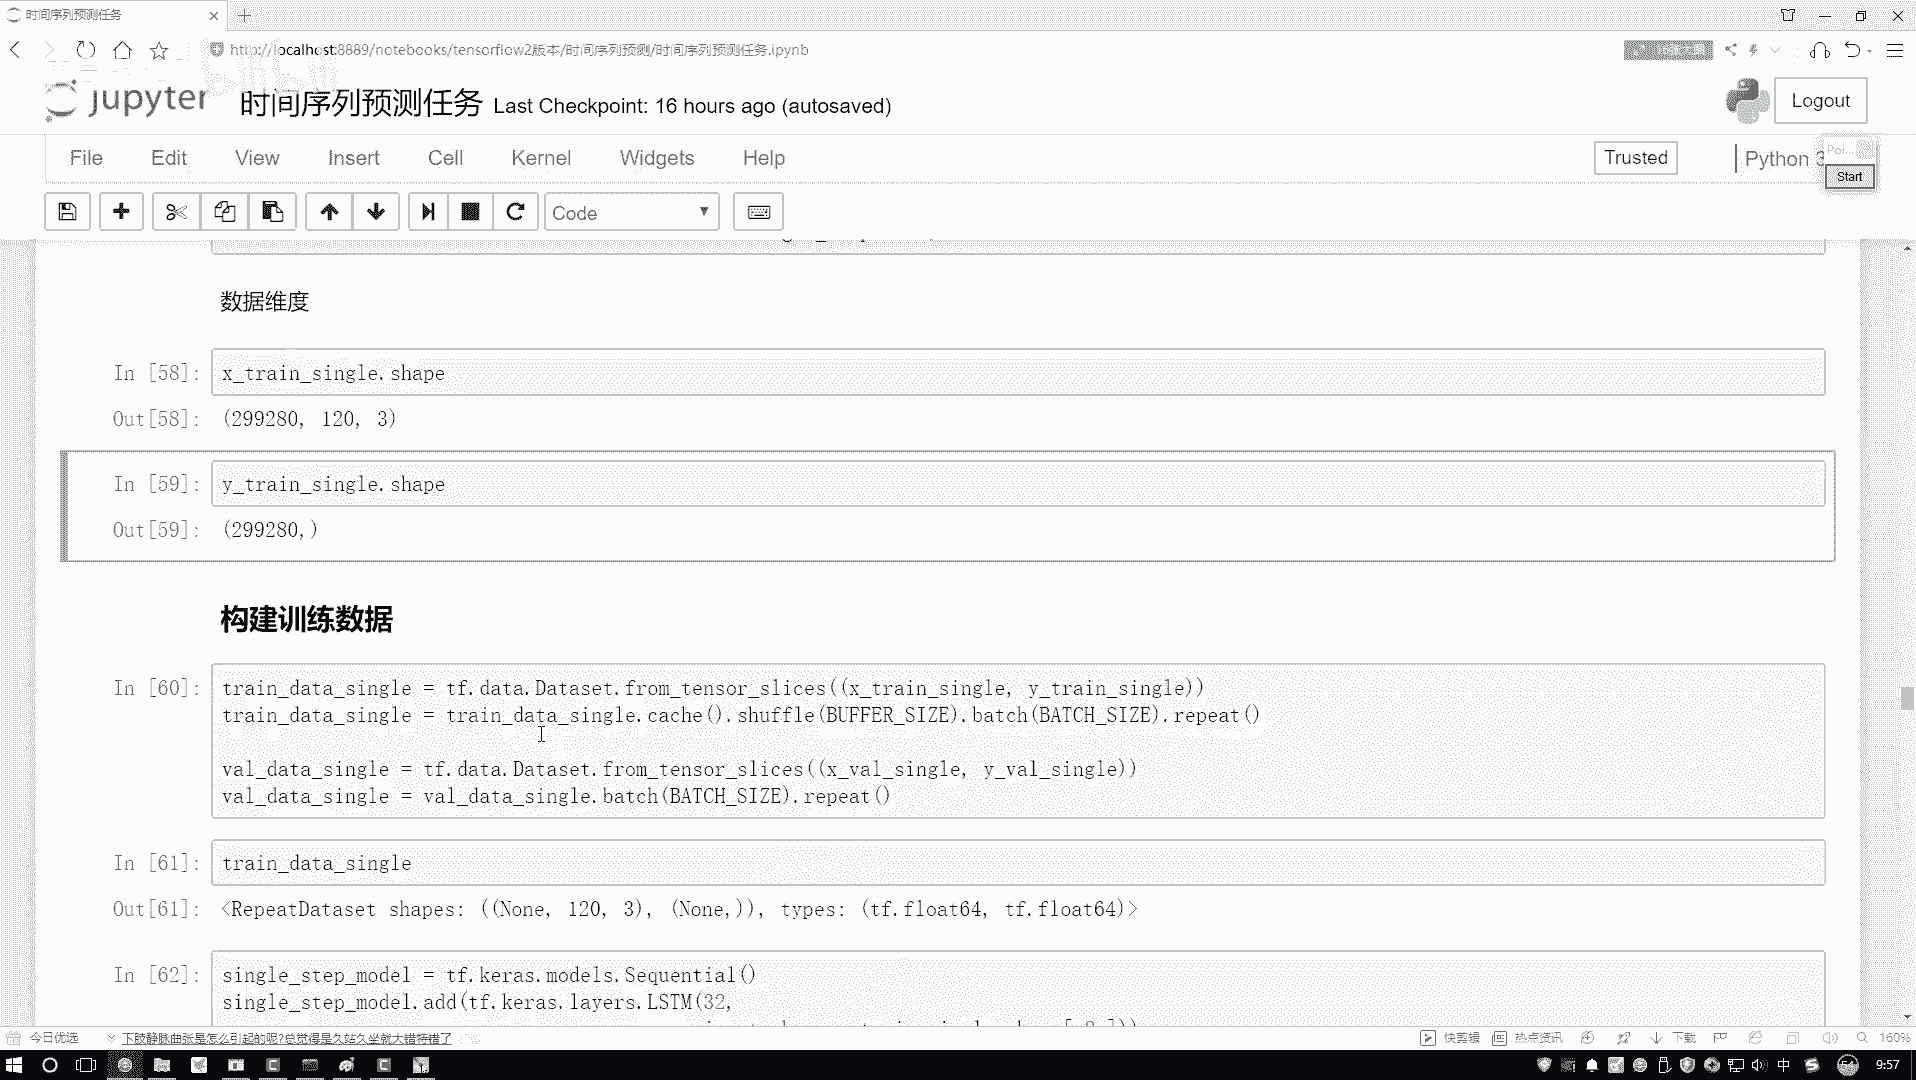 时间序列预测任务
http://localhost:8889/notebooks/tensorflow2版本/时间序列预测/时间序列预测任务.ipynb
jupyter 时间序列预测任务 Last Checkpoint: 16 hours ago (autosaved)
Logout
File Edit View Insert Cell Kernel Widgets Help
Trusted
Python 3
Poi...
Start
Code
数据维度
In [58]: x_train_single.shape
Out[58]: (299280, 120, 3)
In [59]: y_train_single.shape
Out[59]: (299280,)
构建训练数据
In [60]: train_data_single = tf.data.Dataset.from_tensor_slices((x_train_single, y_train_single))
train_data_single = train_data_single.cache().shuffle(BUFFER_SIZE).batch(BATCH_SIZE).repeat()
val_data_single = tf.data.Dataset.from_tensor_slices((x_val_single, y_val_single))
val_data_single = val_data_single.batch(BATCH_SIZE).repeat()
In [61]: train_data_single
Out[61]: <RepeatDataset shapes: ((None, 120, 3), (None,)), types: (tf.float64, tf.float64)>
In [62]: single_step_model = tf.keras.models.Sequential()
single_step_model.add(tf.keras.layers.LSTM(32,
今日优选
下肢静脉曲张是怎么引起的呢?总觉得是久站久坐就大错特错了
快剪辑
热点资讯
下载
160%
中
54
9:57